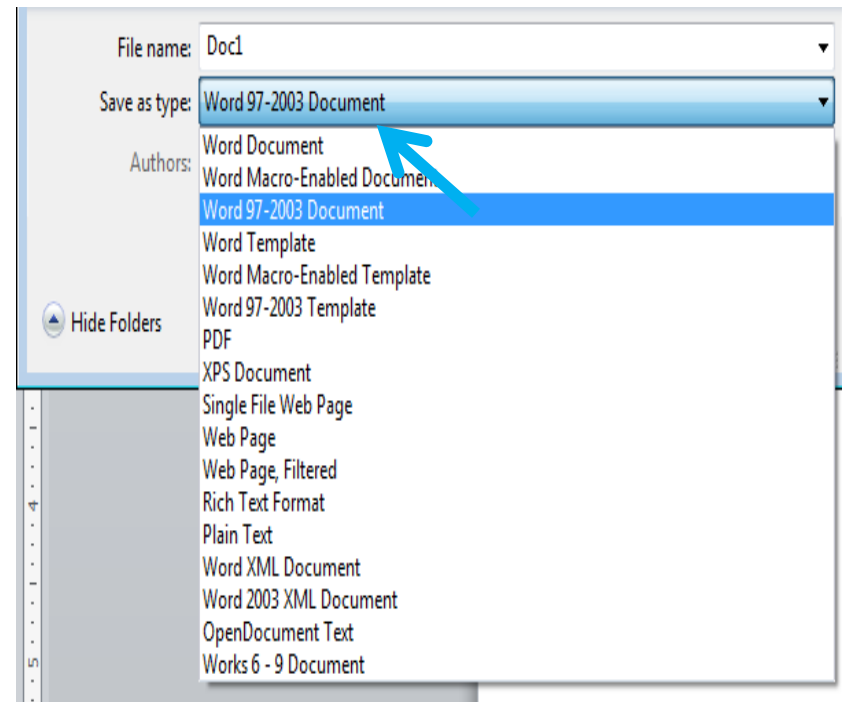 File name: Doc1
Save as type: Word 97-2003 Document
Authors:
Word Document
Word Macro-Enabled Document
Word 97-2003 Document
Word Template
Word Macro-Enabled Template
Word 97-2003 Template
Hide Folders
PDF
XPS Document
Single File Web Page
Web Page
Web Page, Filtered
Rich Text Format
Plain Text
Word XML Document
Word 2003 XML Document
OpenDocument Text
Works 6 - 9 Document
4
5